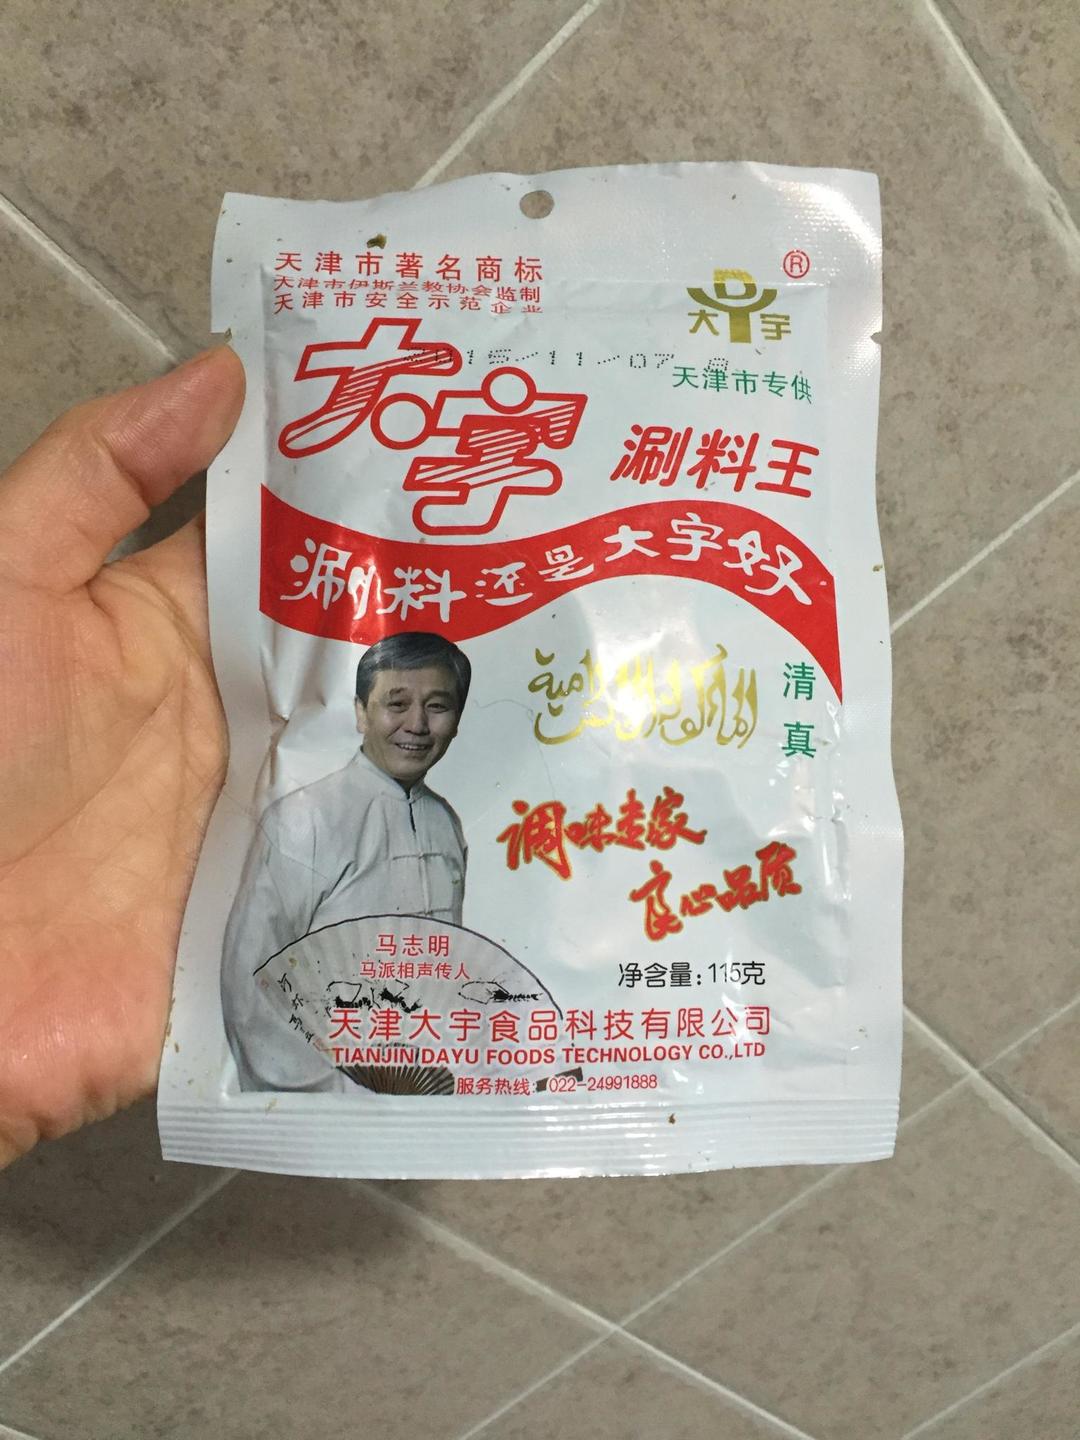 天津市著名商标
天津市伊斯兰教协会监制
天津市安全示范企业
®
大宇
2015/11/07
天津市专供
大宇
涮料王
涮料还是大宇好
清真
调味专家
良心品质
马志明
马派相声传人
净含量:115克
天津大宇食品科技有限公司
TIANJIN DAYU FOODS TECHNOLOGY CO.,LTD
服务热线: 022-24991888